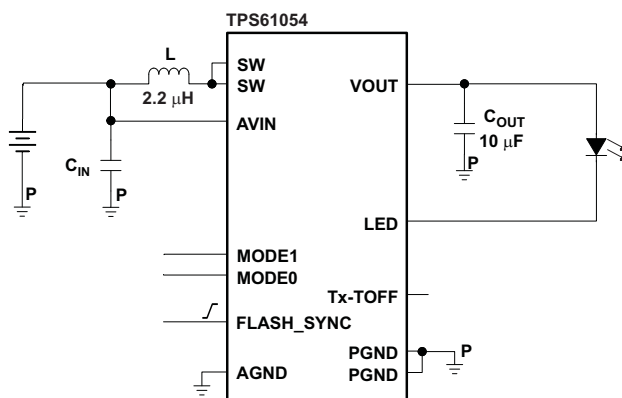 TPS61054
L
SW
SW
2.2 μH
VOUT
AVIN
C_OUT
10 μF
C_IN
P
P
P
LED
MODE1
MODE0
Tx-TOFF
FLASH_SYNC
PGND
P
AGND
PGND